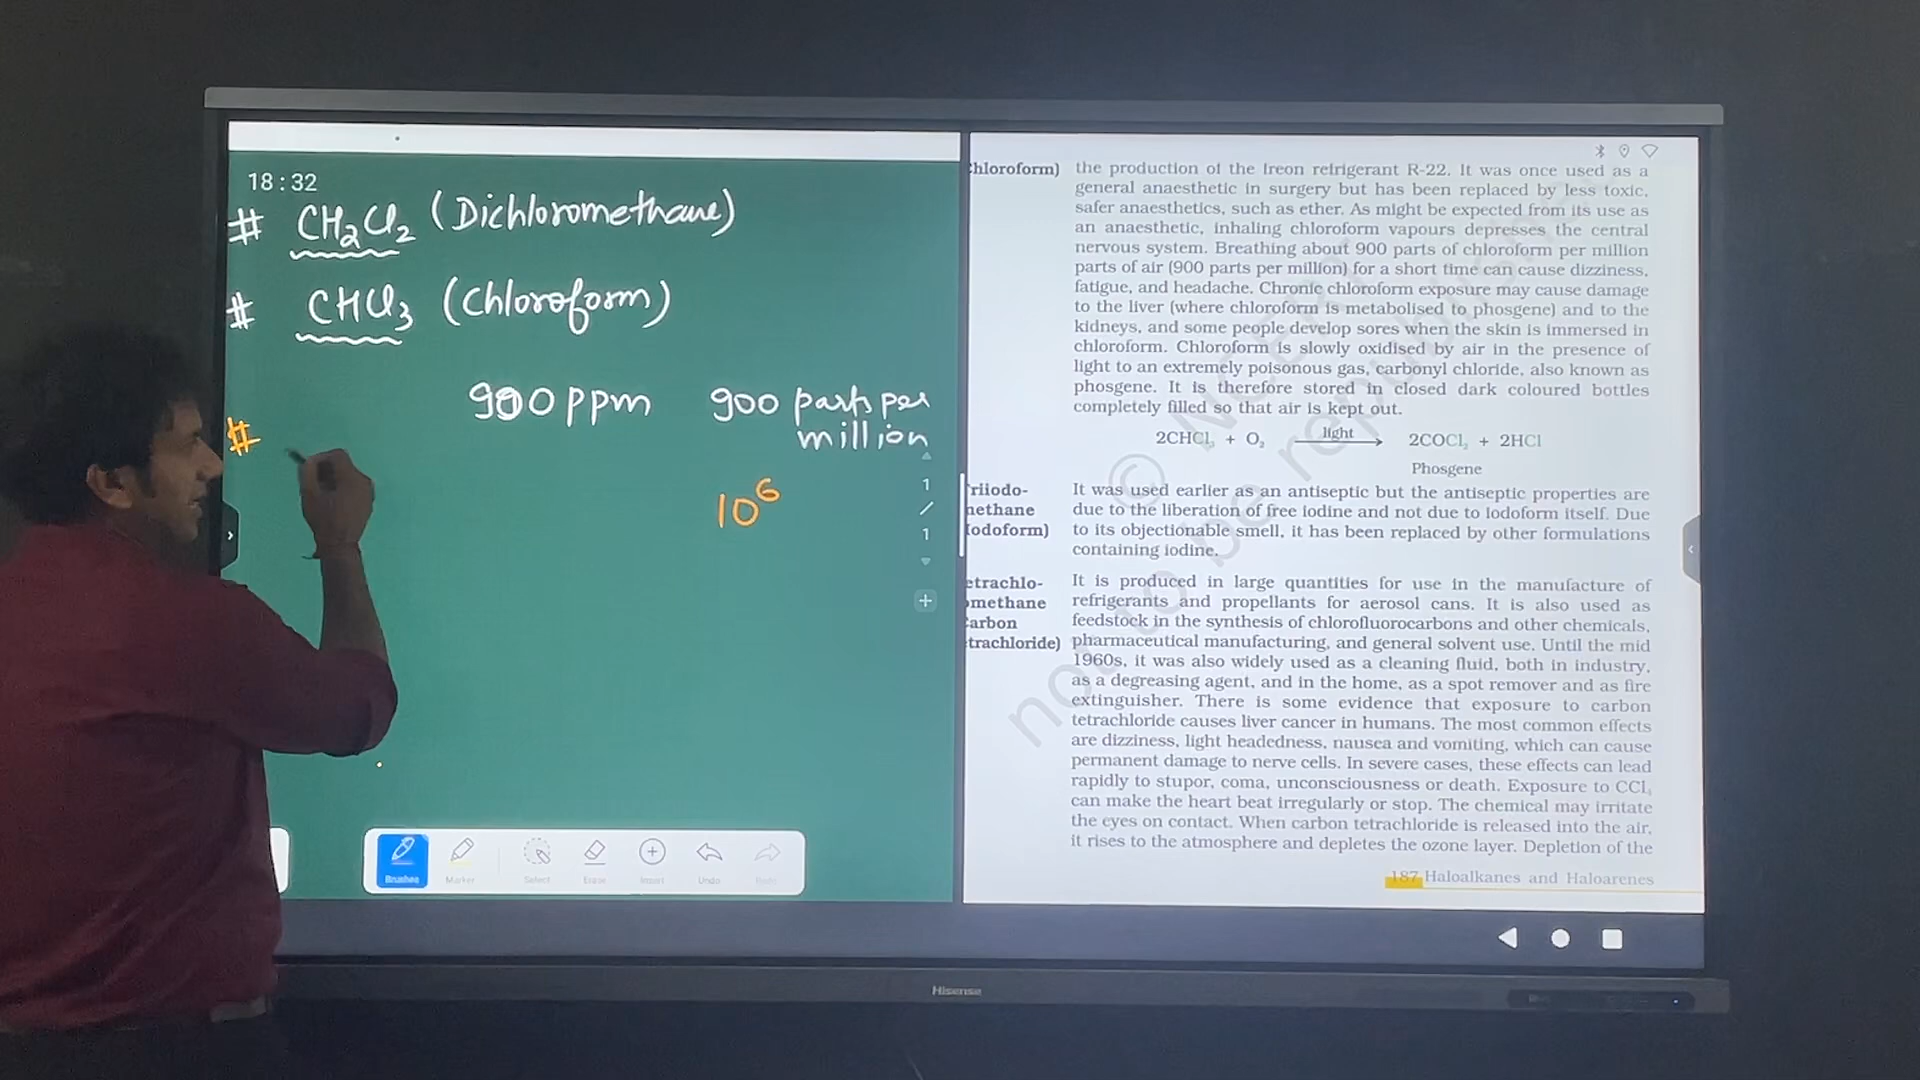 18:32
# CH2Cl2 (Dichloromethane)
# CHCl3 (Chloroform)
900 ppm 900 parts per
million
#
10^6
1
/
1
+
Brushes Marker Select Erase Insert Undo Redo
hloroform) the production of the freon refrigerant R-22. It was once used as a
general anaesthetic in surgery but has been replaced by less toxic,
safer anaesthetics, such as ether. As might be expected from its use as
an anaesthetic, inhaling chloroform vapours depresses the central
nervous system. Breathing about 900 parts of chloroform per million
parts of air (900 parts per million) for a short time can cause dizziness,
fatigue, and headache. Chronic chloroform exposure may cause damage
to the liver (where chloroform is metabolised to phosgene) and to the
kidneys, and some people develop sores when the skin is immersed in
chloroform. Chloroform is slowly oxidised by air in the presence of
light to an extremely poisonous gas, carbonyl chloride, also known as
phosgene. It is therefore stored in closed dark coloured bottles
completely filled so that air is kept out.
2CHCl3 + O2 light → 2COCl2 + 2HCl
Phosgene
riiodo-
methane
Iodoform)
It was used earlier as an antiseptic but the antiseptic properties are
due to the liberation of free iodine and not due to iodoform itself. Due
to its objectionable smell, it has been replaced by other formulations
containing iodine.
etrachlo-
omethane
arbon
trachloride)
It is produced in large quantities for use in the manufacture of
refrigerants and propellants for aerosol cans. It is also used as
feedstock in the synthesis of chlorofluorocarbons and other chemicals,
pharmaceutical manufacturing, and general solvent use. Until the mid
1960s, it was also widely used as a cleaning fluid, both in industry,
as a degreasing agent, and in the home, as a spot remover and as fire
extinguisher. There is some evidence that exposure to carbon
tetrachloride causes liver cancer in humans. The most common effects
are dizziness, light headedness, nausea and vomiting, which can cause
permanent damage to nerve cells. In severe cases, these effects can lead
rapidly to stupor, coma, unconsciousness or death. Exposure to CCl4
can make the heart beat irregularly or stop. The chemical may irritate
the eyes on contact. When carbon tetrachloride is released into the air,
it rises to the atmosphere and depletes the ozone layer. Depletion of the
187 Haloalkanes and Haloarenes
© NCERT
not to be republish
Hisense